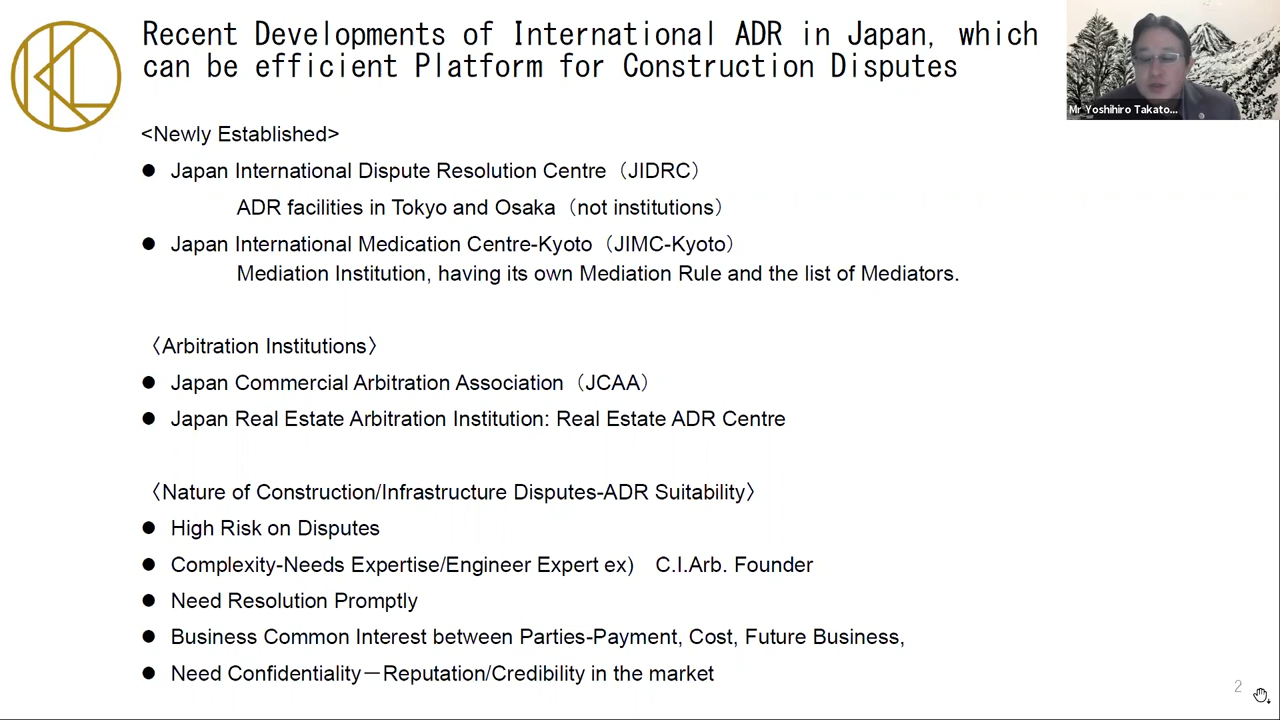 Recent Developments of International ADR in Japan, which
can be efficient Platform for Construction Disputes
Mr Yoshihiro Takato...
<Newly Established>
● Japan International Dispute Resolution Centre（JIDRC）
ADR facilities in Tokyo and Osaka（not institutions）
● Japan International Medication Centre-Kyoto（JIMC-Kyoto）
Mediation Institution, having its own Mediation Rule and the list of Mediators.
〈Arbitration Institutions〉
● Japan Commercial Arbitration Association（JCAA）
● Japan Real Estate Arbitration Institution: Real Estate ADR Centre
〈Nature of Construction/Infrastructure Disputes-ADR Suitability〉
● High Risk on Disputes
● Complexity-Needs Expertise/Engineer Expert ex)　C.I.Arb. Founder
● Need Resolution Promptly
● Business Common Interest between Parties-Payment, Cost, Future Business,
● Need Confidentiality－Reputation/Credibility in the market
2